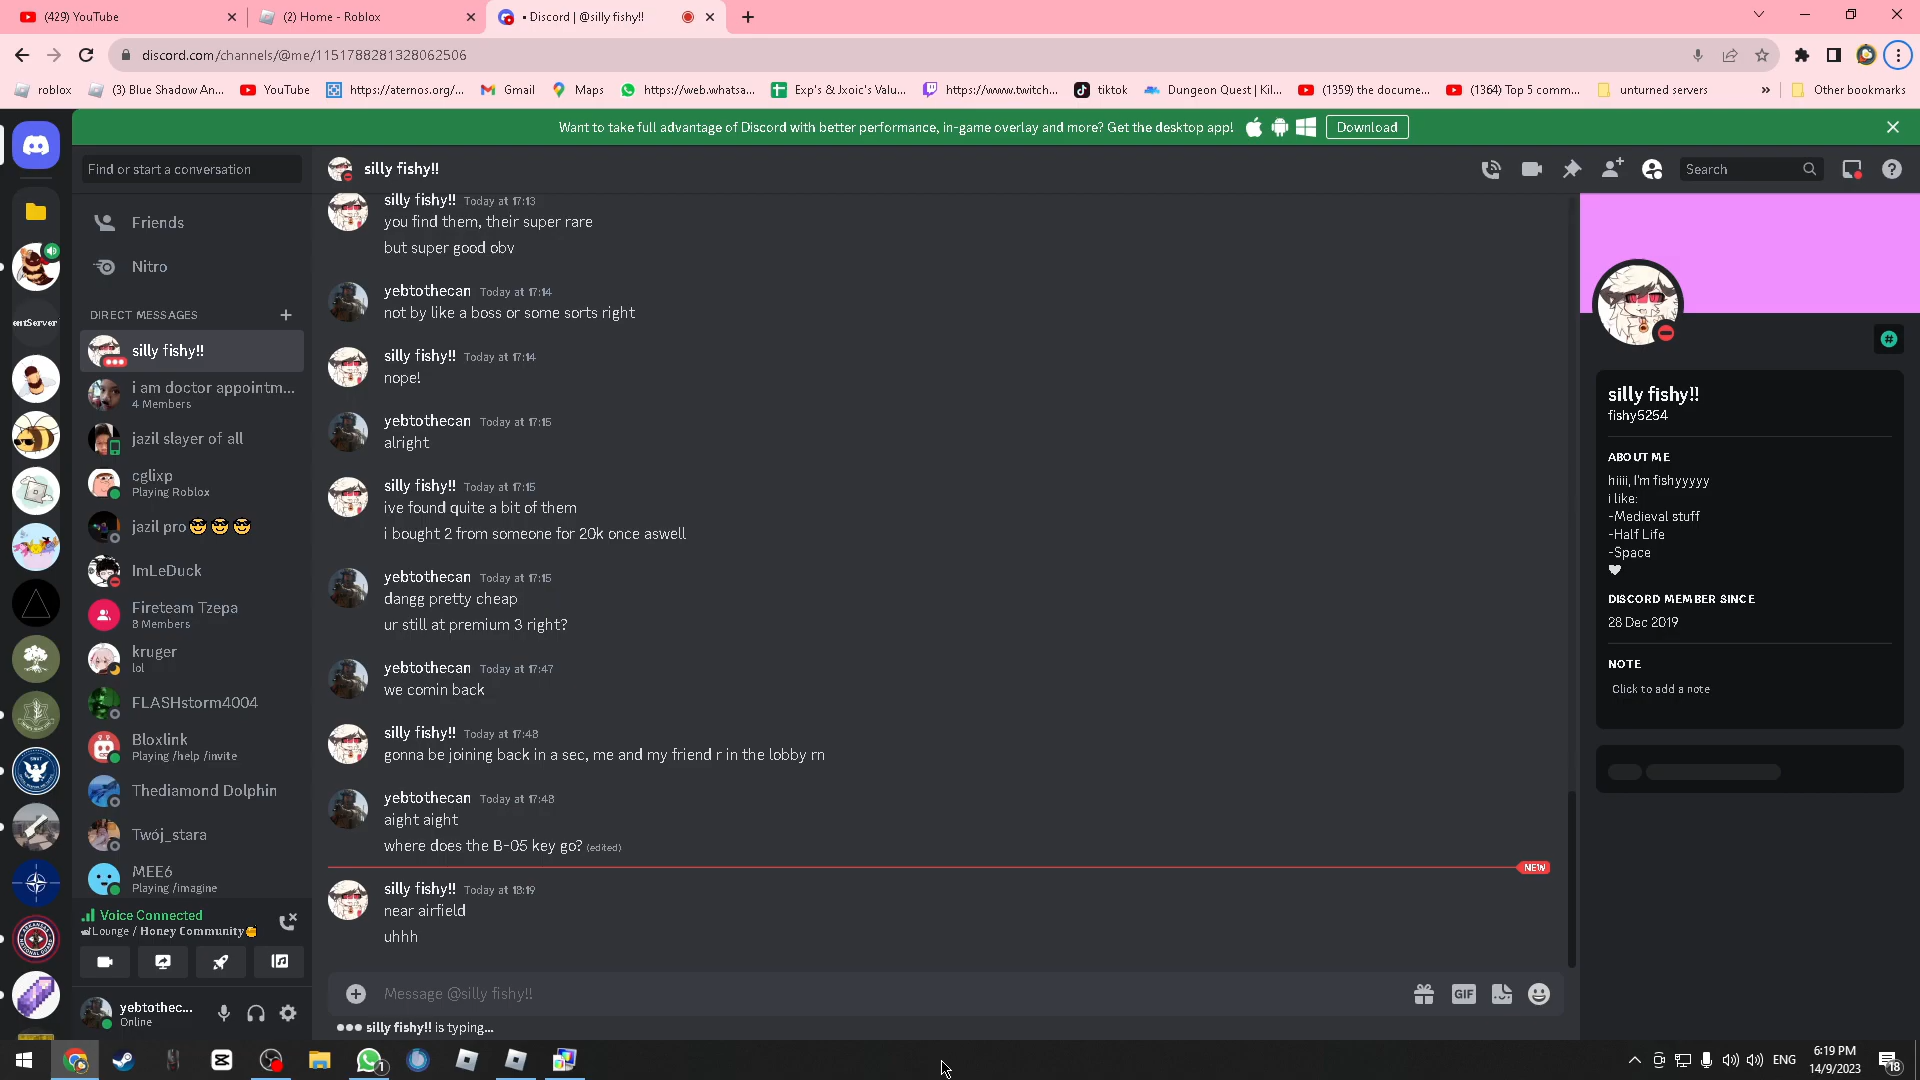 (429) YouTube
(2) Home - Roblox
• Discord | @silly fishy!!
discord.com/channels/@me/1151788281328062506
roblox
(3) Blue Shadow An...
YouTube
https://aternos.org/...
Gmail
Maps
https://web.whatsa...
Exp's & Jxoic's Valu...
https://www.twitch...
tiktok
Dungeon Quest | Kil...
(1359) the docume...
(1364) Top 5 comm...
unturned servers
»
Other bookmarks
Want to take full advantage of Discord with better performance, in-game overlay and more? Get the desktop app!
Download
Find or start a conversation
silly fishy!!
Search
Friends
Nitro
DIRECT MESSAGES
silly fishy!!
i am doctor appointm...
4 Members
jazil slayer of all
cglixp
Playing Roblox
jazil pro 😎 😎 😎
ImLeDuck
Fireteam Tzepa
8 Members
kruger
lol
FLASHstorm4004
Bloxlink
Playing /help /invite
Thediamond Dolphin
Twój_stara
MEE6
Playing /imagine
Voice Connected
Lounge / Honey Community🍯
yebtothec...
Online
entServer
silly fishy!! Today at 17:13
you find them, their super rare
but super good obv
yebtothecan Today at 17:14
not by like a boss or some sorts right
silly fishy!! Today at 17:14
nope!
yebtothecan Today at 17:15
alright
silly fishy!! Today at 17:15
ive found quite a bit of them
i bought 2 from someone for 20k once aswell
yebtothecan Today at 17:15
dangg pretty cheap
ur still at premium 3 right?
yebtothecan Today at 17:47
we comin back
silly fishy!! Today at 17:48
gonna be joining back in a sec, me and my friend r in the lobby rn
yebtothecan Today at 17:48
aight aight
where does the B-05 key go? (edited)
NEW
silly fishy!! Today at 18:19
near airfield
uhhh
Message @silly fishy!!
GIF
silly fishy!! is typing...
silly fishy!!
fishy5254
ABOUT ME
hiiii, I'm fishyyyyy
i like:
-Medieval stuff
-Half Life
-Space
🤍
DISCORD MEMBER SINCE
28 Dec 2019
NOTE
Click to add a note
1
ENG
6:19 PM
14/9/2023
18